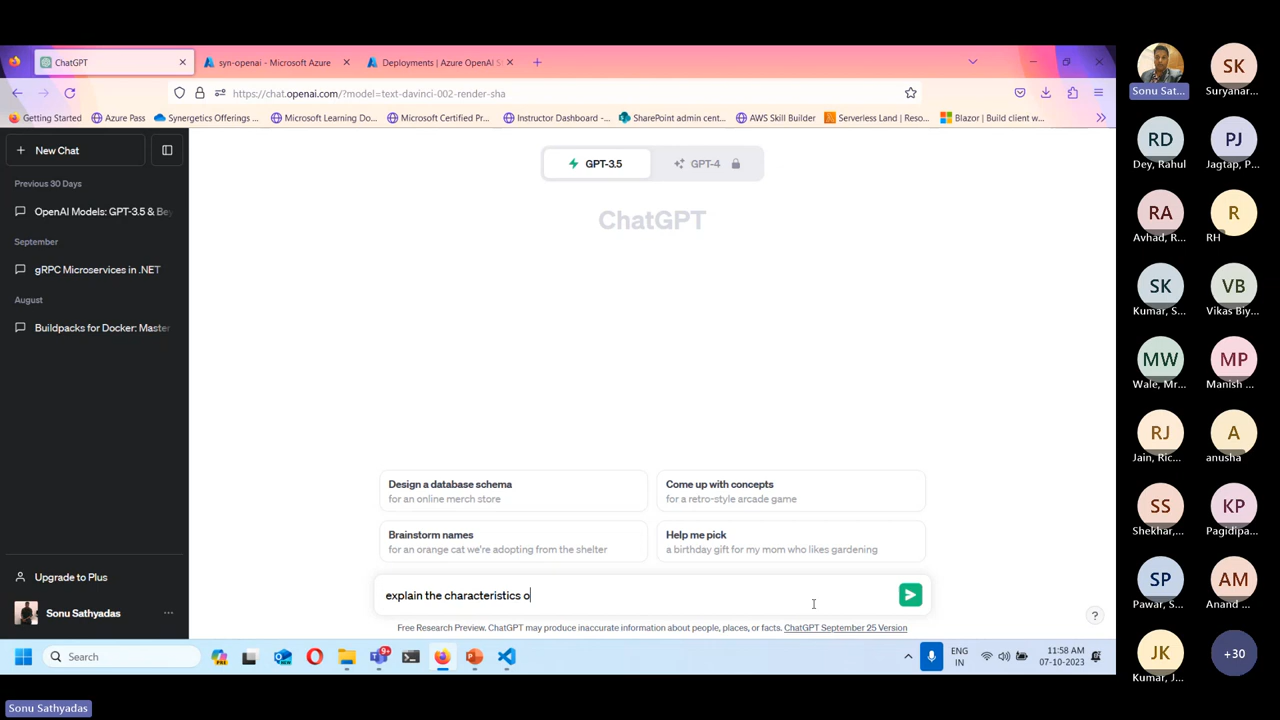 ChatGPT
syn-openai - Microsoft Azure
Deployments | Azure OpenAI S
https://chat.openai.com/?model=text-davinci-002-render-sha
Getting Started
Azure Pass
Synergetics Offerings ...
Microsoft Learning Do...
Microsoft Certified Pr...
Instructor Dashboard -...
SharePoint admin cent...
AWS Skill Builder
Serverless Land | Reso...
Blazor | Build client w...
New Chat
Previous 30 Days
OpenAI Models: GPT-3.5 & Bey
September
gRPC Microservices in .NET
August
Buildpacks for Docker: Master
Upgrade to Plus
Sonu Sathyadas
GPT-3.5
GPT-4
ChatGPT
Design a database schema
for an online merch store
Come up with concepts
for a retro-style arcade game
Brainstorm names
for an orange cat we're adopting from the shelter
Help me pick
a birthday gift for my mom who likes gardening
explain the characteristics o
Free Research Preview. ChatGPT may produce inaccurate information about people, places, or facts. ChatGPT September 25 Version
?
Search
9+
ENG
IN
11:58 AM
07-10-2023
Sonu Sathyadas
Sonu Sat...
SK
Suryanar...
RD
Dey, Rahul
PJ
Jagtap, P...
RA
Avhad, R...
R
RH
SK
Kumar, S...
VB
Vikas Biy...
MW
Wale, Mr...
MP
Manish ...
RJ
Jain, Ric...
A
anusha
SS
Shekhar,...
KP
Pagidipa...
SP
Pawar, S...
AM
Anand ...
JK
Kumar, J...
+30